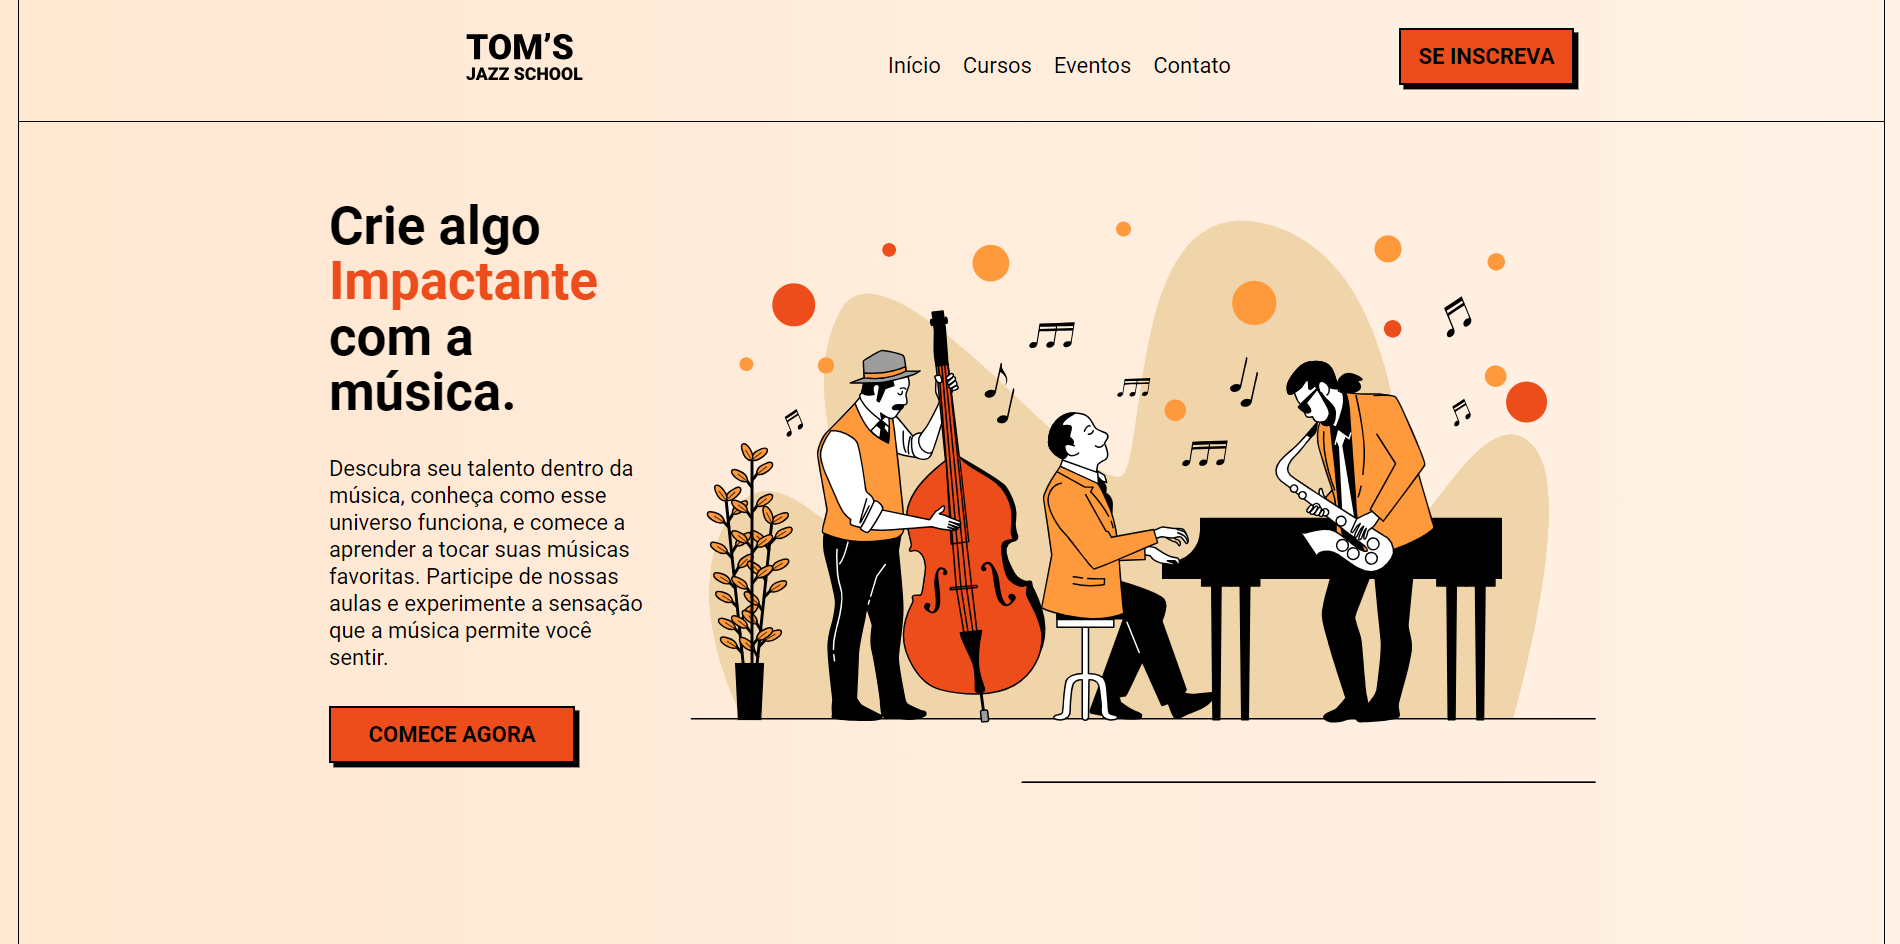 TOM’S
JAZZ SCHOOL
Início Cursos Eventos Contato
SE INSCREVA
Crie algo
Impactante
com a
música.
Descubra seu talento dentro da
música, conheça como esse
universo funciona, e comece a
aprender a tocar suas músicas
favoritas. Participe de nossas
aulas e experimente a sensação
que a música permite você
sentir.
COMECE AGORA